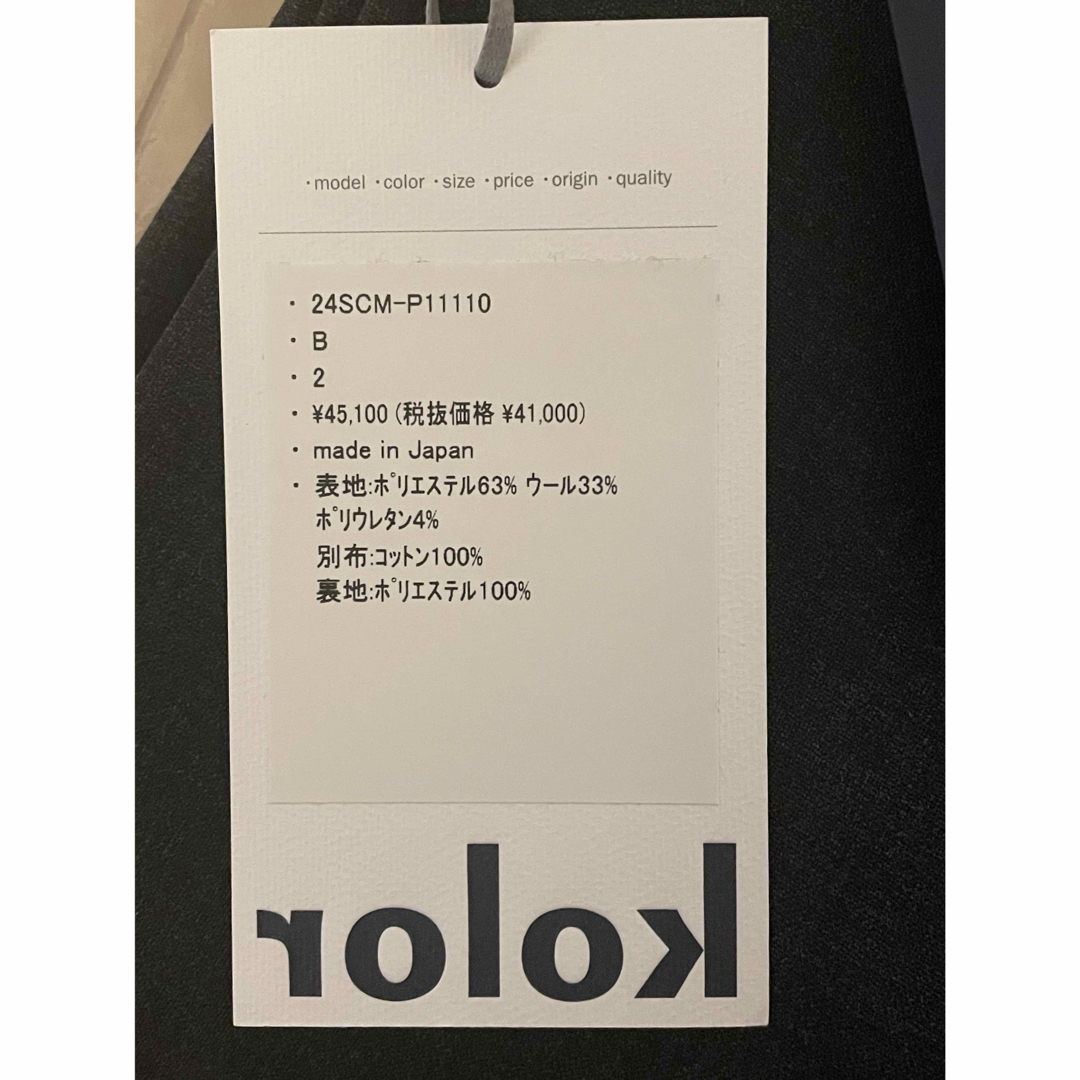 ·model ·color ·size ·price ·origin ·quality
· 24SCM-P11110
· B
· 2
· ¥45,100 (税抜価格 ¥41,000)
· made in Japan
· 表地:ﾎﾟﾘｴｽﾃﾙ63% ウール33%
ﾎﾟﾘｳﾚﾀﾝ4%
別布:ｺｯﾄﾝ100%
裏地:ﾎﾟﾘｴｽﾃﾙ100%
kolor